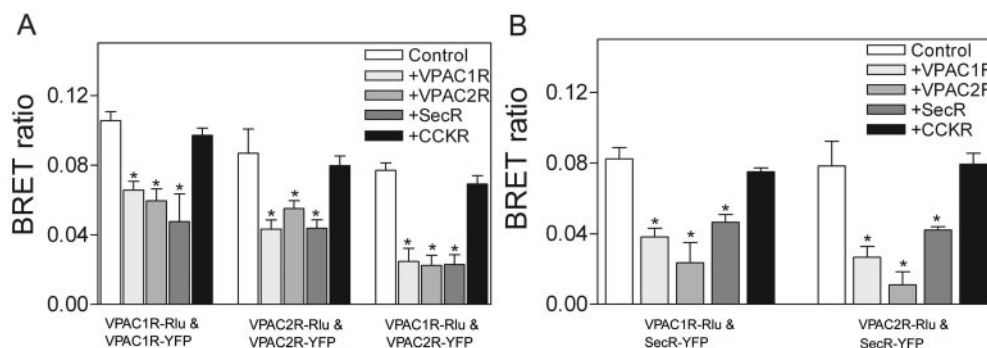 A
BRET ratio
0.12
0.08
0.04
0.00
Control
+VPAC1R
+VPAC2R
+SecR
+CCKR
* * *
* * *
* * *
VPAC1R-Rlu &
VPAC1R-YFP
VPAC2R-Rlu &
VPAC2R-YFP
VPAC1R-Rlu &
VPAC2R-YFP
B
BRET ratio
0.12
0.08
0.04
0.00
Control
+VPAC1R
+VPAC2R
+SecR
+CCKR
* * *
* * *
VPAC1R-Rlu &
SecR-YFP
VPAC2R-Rlu &
SecR-YFP